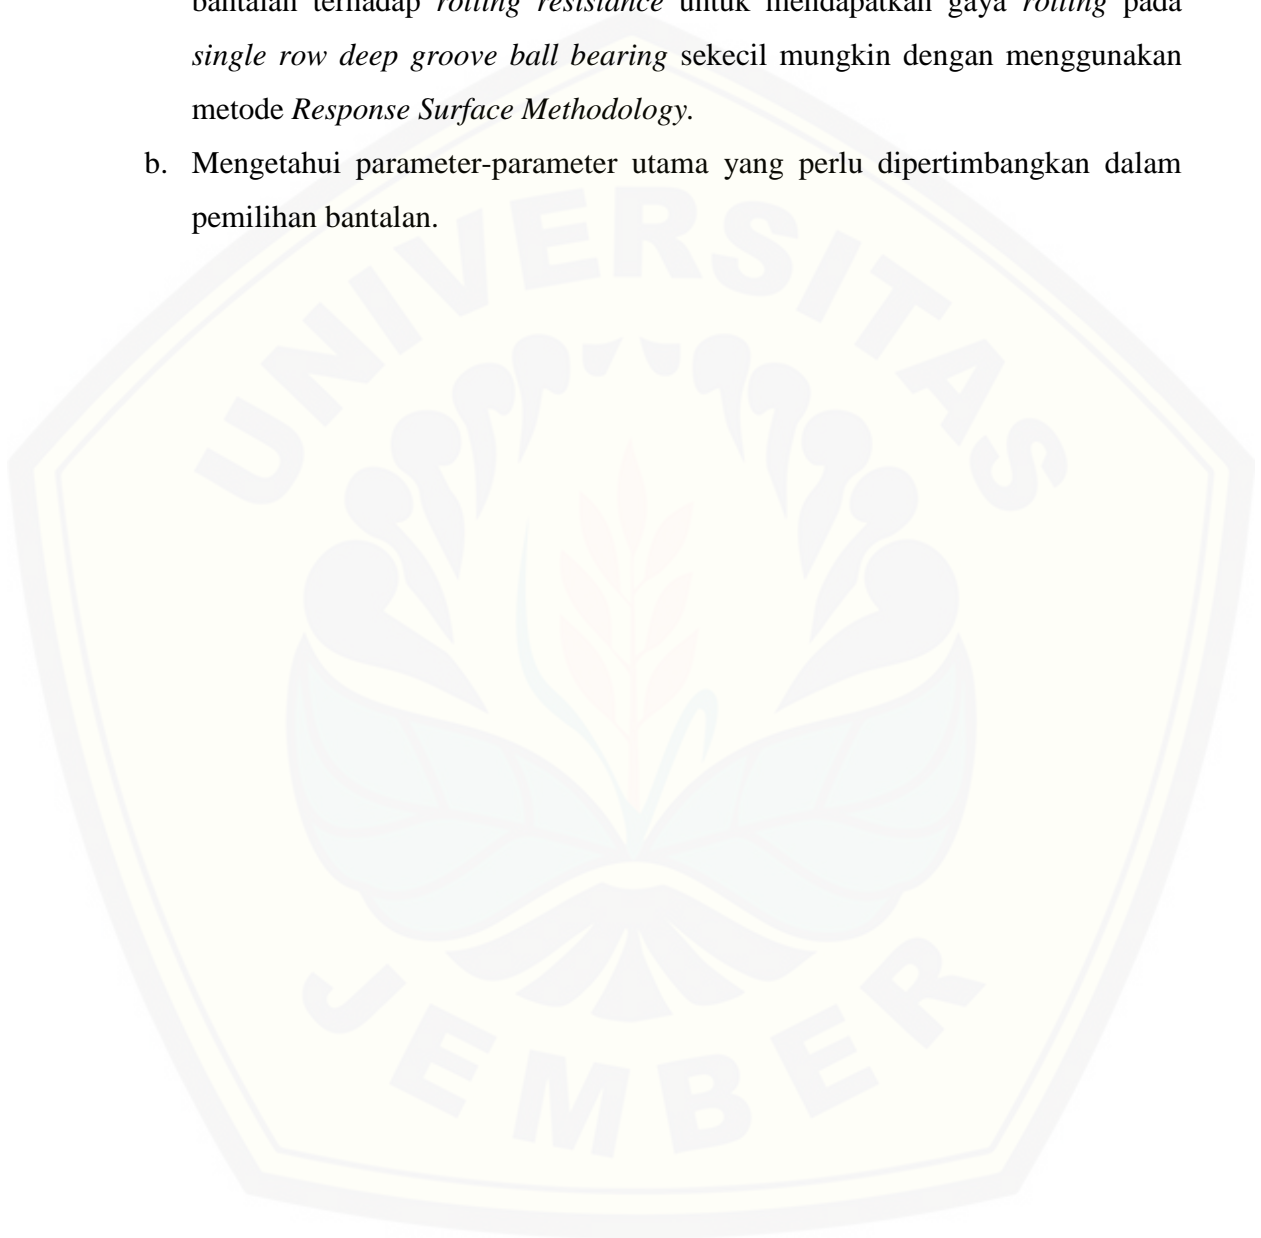 bantalan terhadap rolling resistance untuk mendapatkan gaya rolling pada
single row deep groove ball bearing sekecil mungkin dengan menggunakan
metode Response Surface Methodology.
b. Mengetahui parameter-parameter utama yang perlu dipertimbangkan dalam
pemilihan bantalan.
UNIVERSITAS
JEMBER